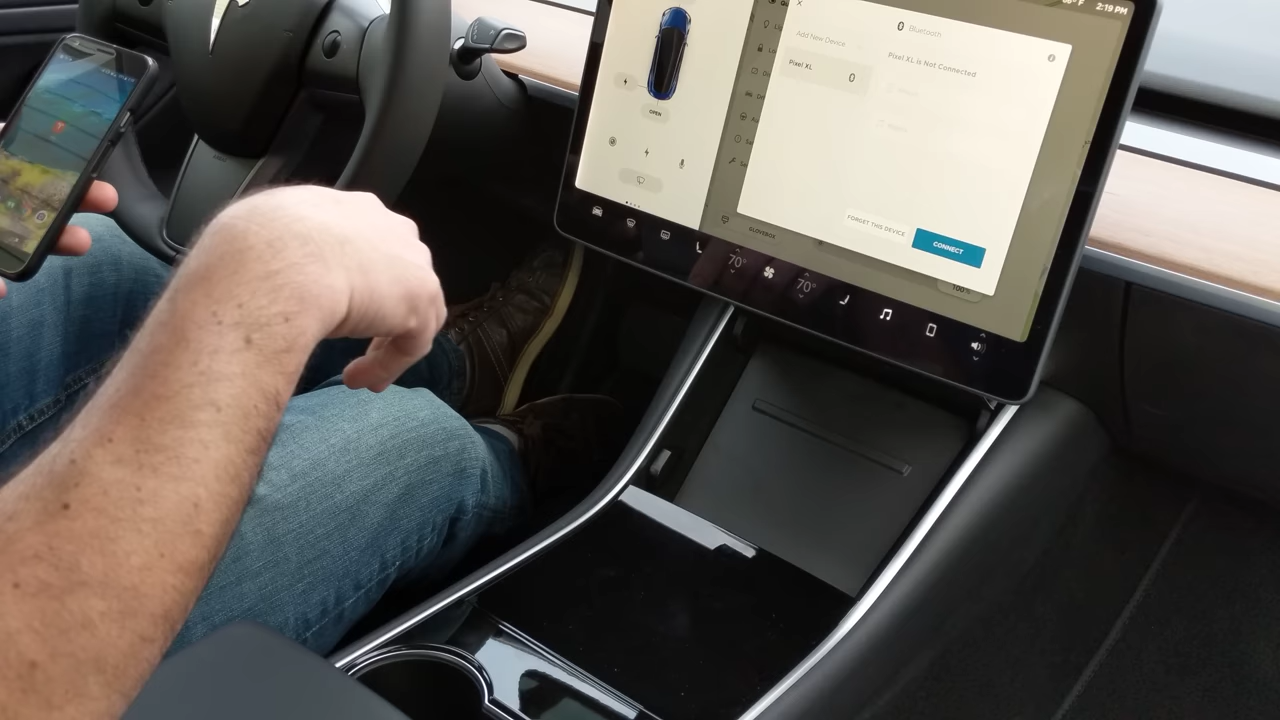 2:19 PM
Bluetooth
Add New Device
Pixel XL is Not Connected
Pixel XL
OPEN
FORGET THIS DEVICE
CONNECT
GLOVEBOX
100%
70°
70°